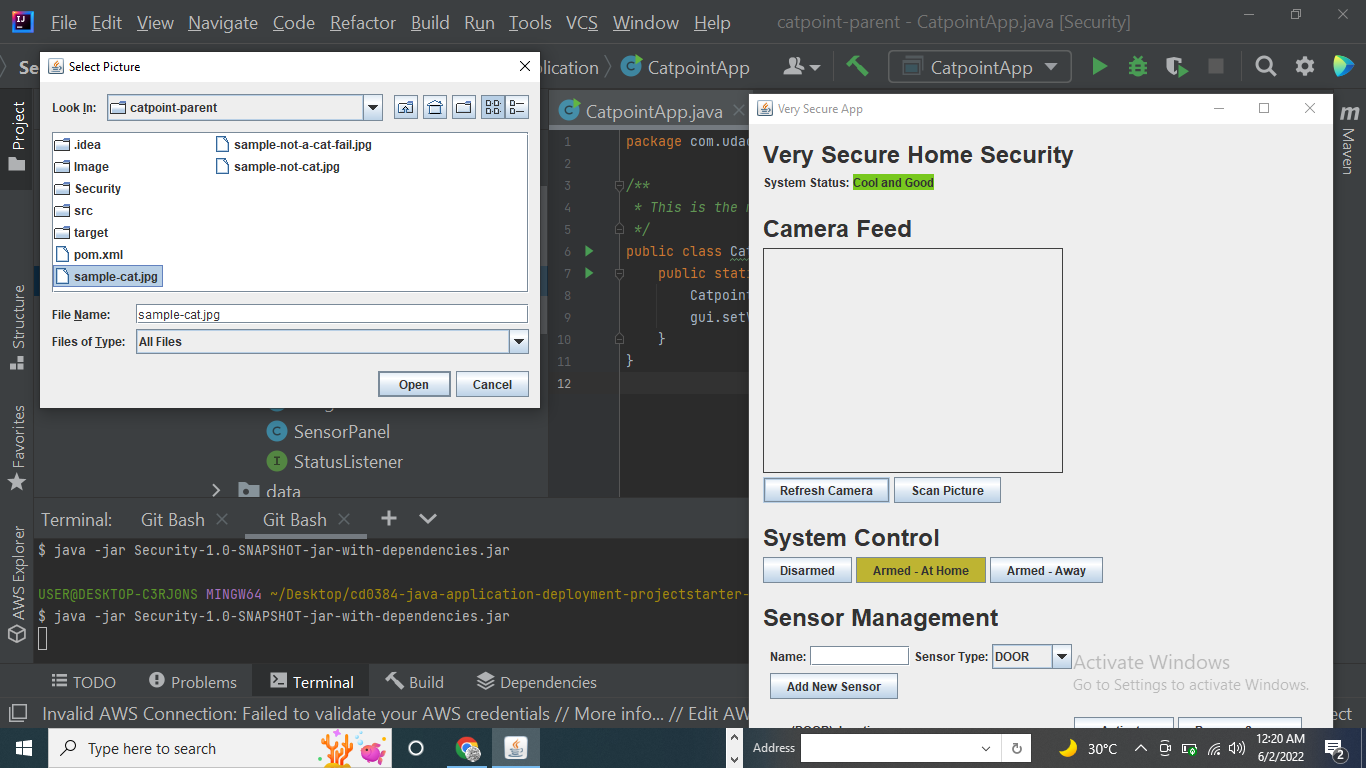 File Edit View Navigate Code Refactor Build Run Tools VCS Window Help catpoint-parent - CatpointApp.java [Security]
Se
CatpointApp
CatpointApp
Select Picture
Look In: catpoint-parent
.idea
Image
Security
src
target
pom.xml
sample-cat.jpg
sample-not-a-cat-fail.jpg
sample-not-cat.jpg
File Name: sample-cat.jpg
Files of Type: All Files
Open Cancel
Project
Structure
Favorites
AWS Explorer
Maven
SensorPanel
StatusListener
data
CatpointApp.java
1 package com.udac
2
3 /**
4 * This is the
5 */
6 public class Cat
7 public stati
8 Catpoint
9 gui.set
10 }
11 }
12
Very Secure App
Very Secure Home Security
System Status: Cool and Good
Camera Feed
Refresh Camera Scan Picture
System Control
Disarmed Armed - At Home Armed - Away
Sensor Management
Name: Sensor Type: DOOR
Add New Sensor
Activate Windows
Go to Settings to activate Windows.
Terminal: Git Bash Git Bash
$ java -jar Security-1.0-SNAPSHOT-jar-with-dependencies.jar
USER@DESKTOP-C3RJ0NS MINGW64 ~/Desktop/cd0384-java-application-deployment-projectstarter-
$ java -jar Security-1.0-SNAPSHOT-jar-with-dependencies.jar
TODO Problems Terminal Build Dependencies
Invalid AWS Connection: Failed to validate your AWS credentials // More info... // Edit AW
ect
Type here to search
Address
30°C
12:20 AM
6/2/2022
2